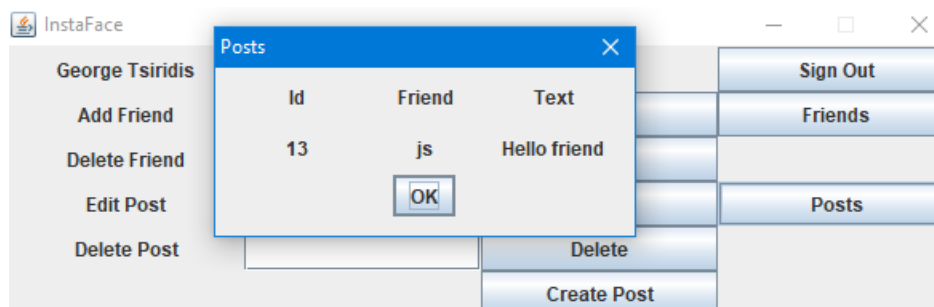 InstaFace
Posts
George Tsiridis
Sign Out
Id Friend Text
Add Friend
Friends
13 js Hello friend
Delete Friend
OK
Edit Post
Posts
Delete Post
Delete
Create Post